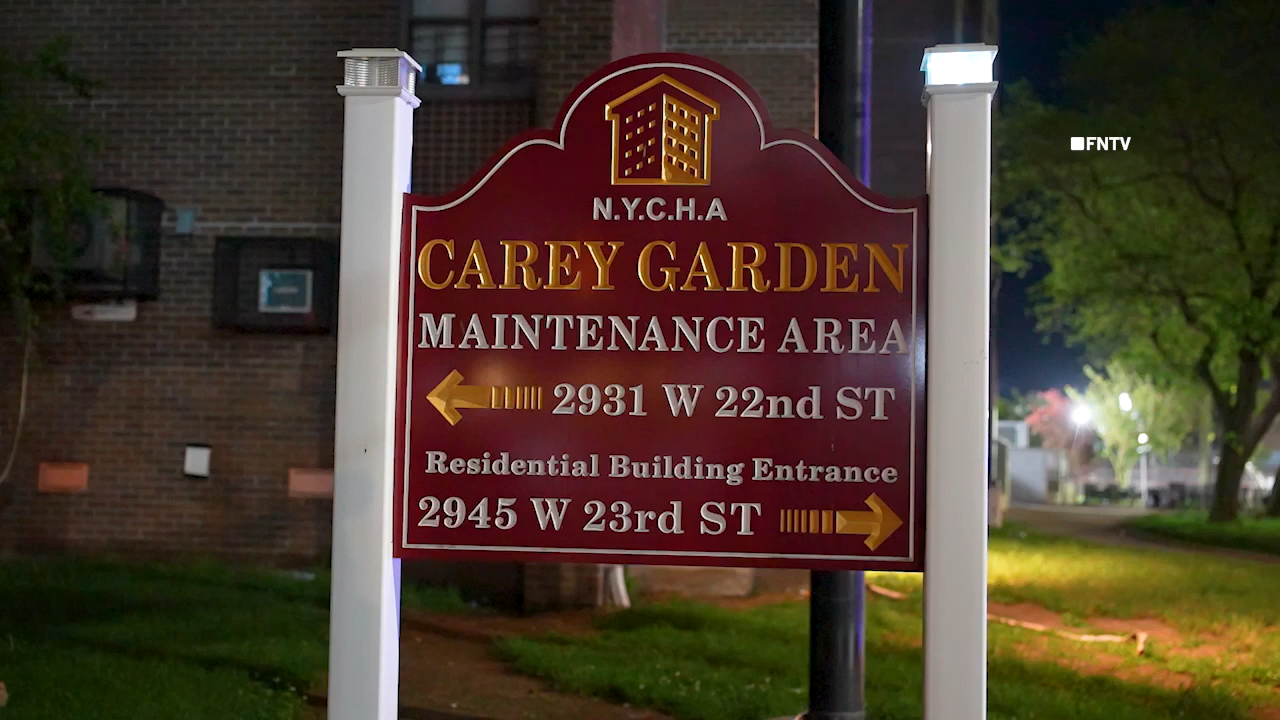 FNTV
N.Y.C.H.A
CAREY GARDEN
MAINTENANCE AREA
2931 W 22nd ST
Residential Building Entrance
2945 W 23rd ST